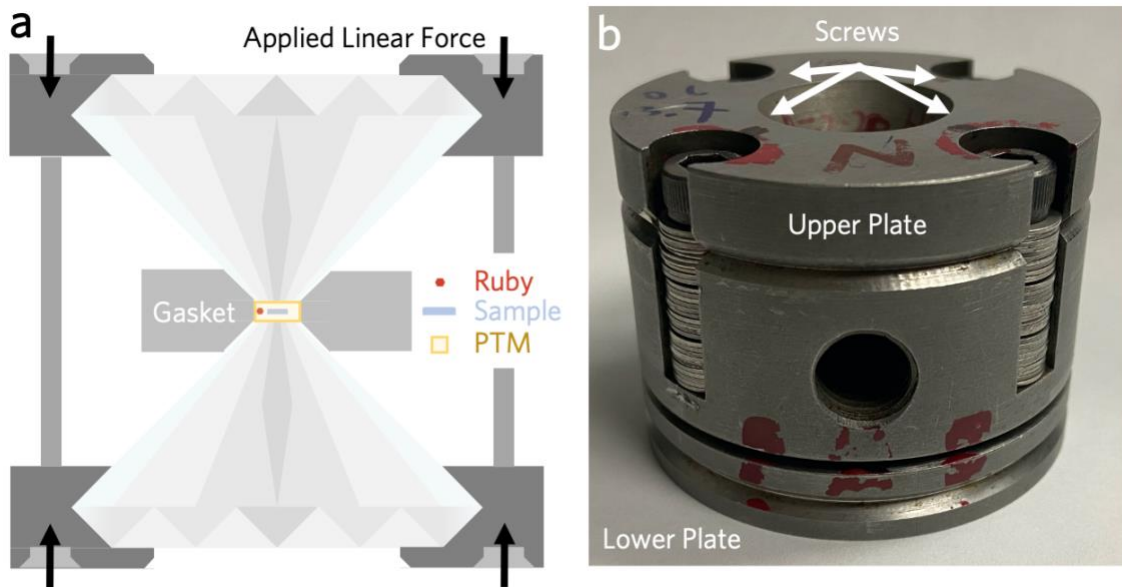 a
Applied Linear Force
Gasket
Ruby
Sample
PTM
b
Screws
Upper Plate
Lower Plate